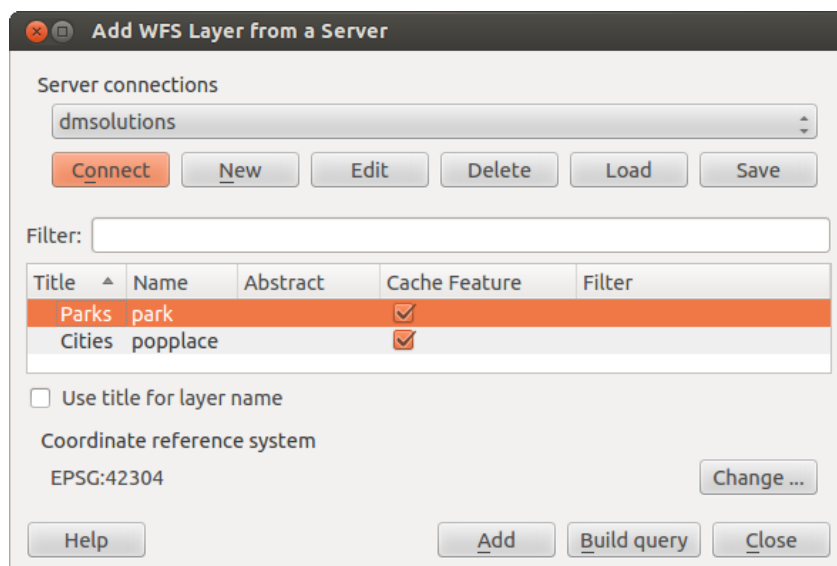 Add WFS Layer from a Server
Server connections
dmsolutions
Connect New Edit Delete Load Save
Filter:
Title Name Abstract Cache Feature Filter
Parks park
Cities popplace
Use title for layer name
Coordinate reference system
EPSG:42304
Change ...
Help Add Build query Close